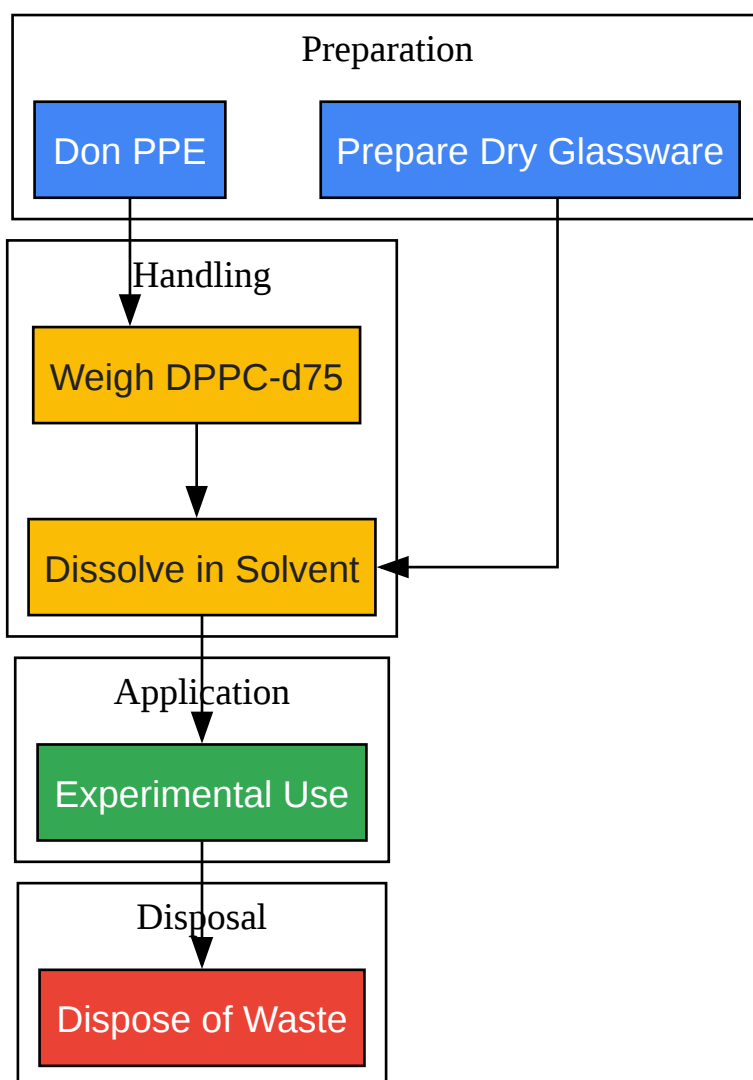 Preparation
Don PPE
Prepare Dry Glassware
Handling
Weigh DPPC-d75
Dissolve in Solvent
Application
Experimental Use
Disposal
Dispose of Waste